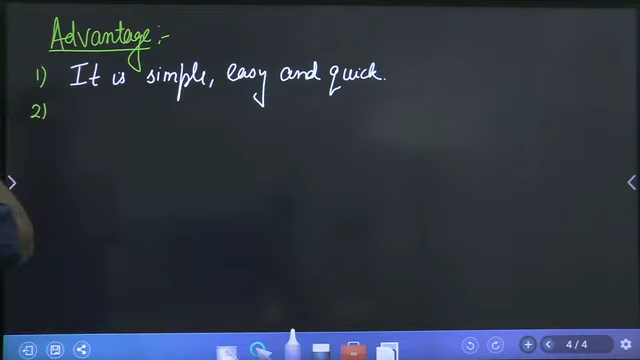 Advantage :-
1) It is simple, easy and quick.
2)
4/4